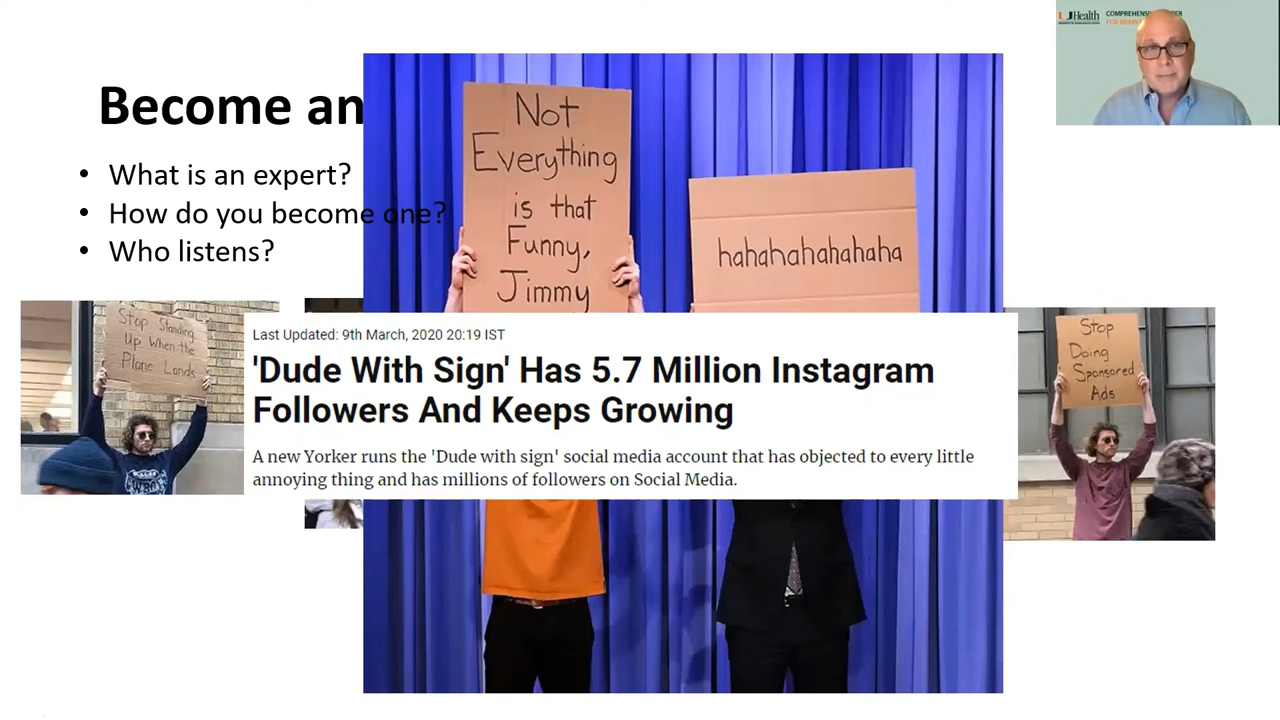 Become an
• What is an expert?
• How do you become one?
• Who listens?
UHealth
COMPREHENSIVE
FOR BRAIN
Not
Everything
is that
Funny,
Jimmy
hahahahahahaha
Stop Standing
Up When the
Plane Lands
Last Updated: 9th March, 2020 20:19 IST
'Dude With Sign' Has 5.7 Million Instagram
Followers And Keeps Growing
A new Yorker runs the 'Dude with sign' social media account that has objected to every little
annoying thing and has millions of followers on Social Media.
Stop
Doing
Sponsored
Ads